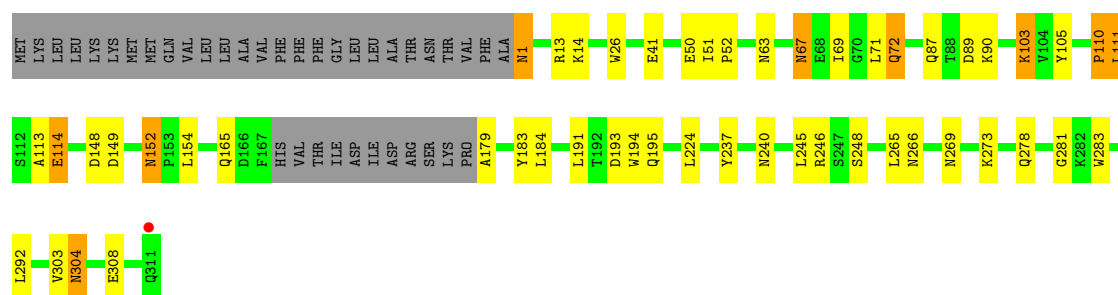 MET LYS LEU LEU LYS LYS MET MET GLN VAL LEU LEU ALA VAL PHE PHE PHE GLY LEU LEU ALA THR ASN THR VAL PHE ALA N1 R13 K14 W26 E41 E50 I51 P52 N63 N67 E68 I69 G70 L71 Q72 Q87 T88 D89 K90 K103 V104 Y105 P110 L111
S112 A113 E114 D148 D149 N152 P153 L154 Q165 D166 F167 HIS VAL THR ILE ASP ILE ASP ARG SER LYS PRO A179 Y183 L184 L191 T192 D193 W194 Q195 L224 Y237 N240 L245 R246 S247 S248 L265 N266 N269 K273 Q278 G281 K282 W283
L292 V303 N304 E308 Q311